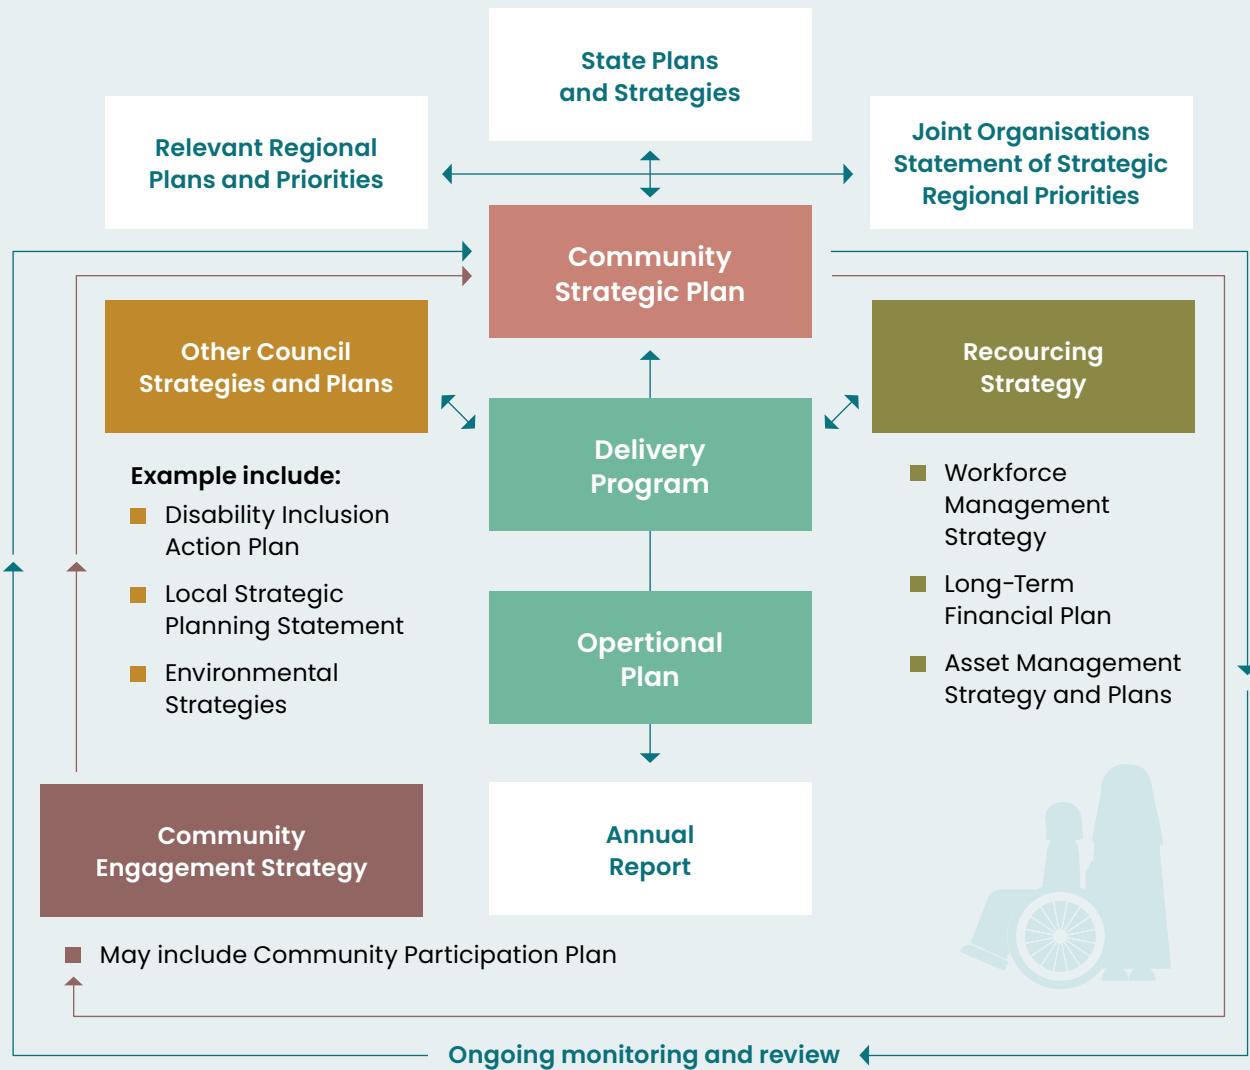 State Plans
and Strategies
Relevant Regional
Plans and Priorities
Joint Organisations
Statement of Strategic
Regional Priorities
Community
Strategic Plan
Other Council
Strategies and Plans
Recourcing
Strategy
Delivery
Program
Example include:
Disability Inclusion
Action Plan
Local Strategic
Planning Statement
Environmental
Strategies
Workforce
Management
Strategy
Long-Term
Financial Plan
Asset Management
Strategy and Plans
Opertional
Plan
Community
Engagement Strategy
Annual
Report
May include Community Participation Plan
Ongoing monitoring and review